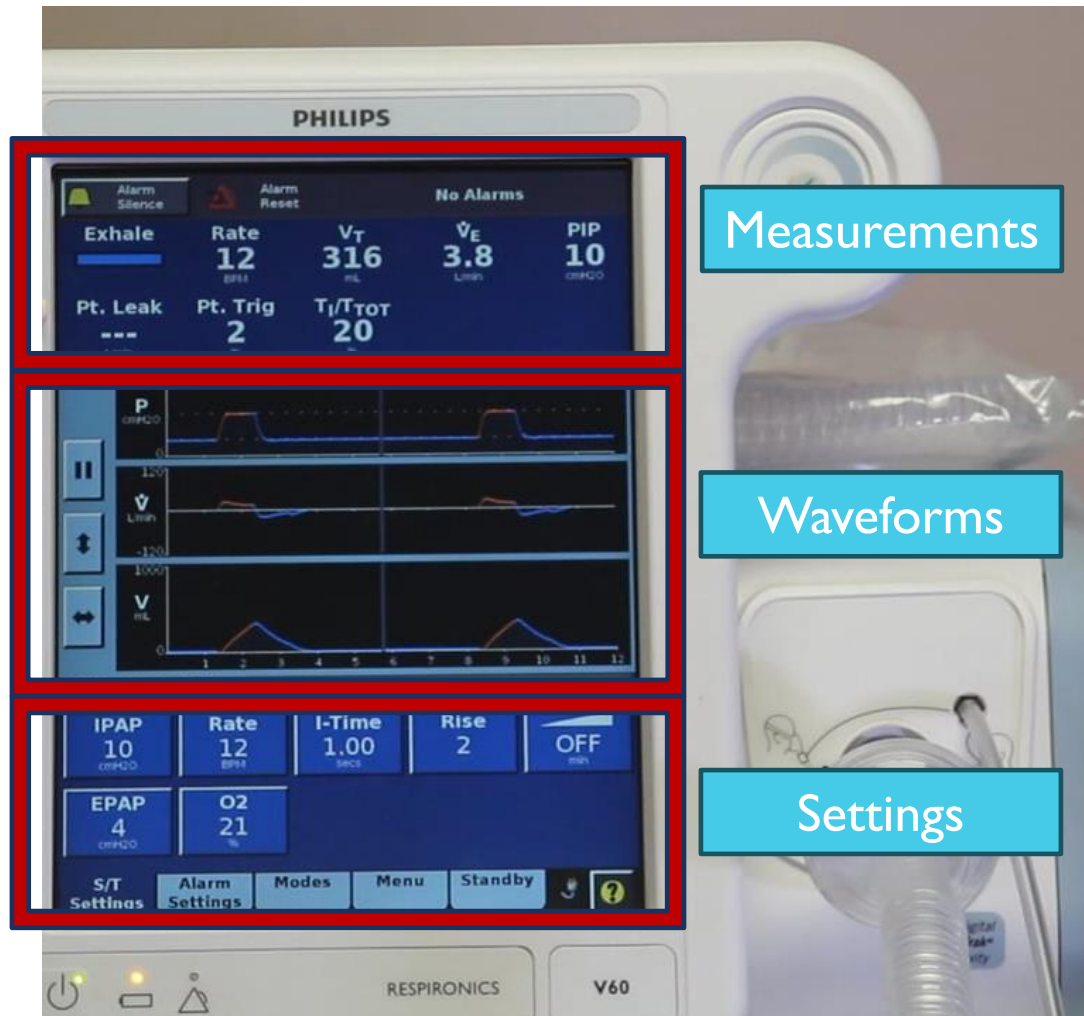 PHILIPS
Alarm Silence
Alarm Reset
No Alarms
Exhale
Rate
12
BPM
VT
316
mL
V̇E
3.8
L/min
PIP
10
cmH2O
Pt. Leak
---
Pt. Trig
2
TI/TTOT
20
Measurements
P
cmH2O
0
120
V̇
L/min
-120
1000
V
mL
0
1 2 3 4 5 6 7 8 9 10 11 12
Waveforms
IPAP
10
cmH2O
Rate
12
BPM
I-Time
1.00
secs
Rise
2
OFF
min
EPAP
4
cmH2O
O2
21
%
Settings
S/T Settings
Alarm Settings
Modes
Menu
Standby
?
RESPIRONICS
V60